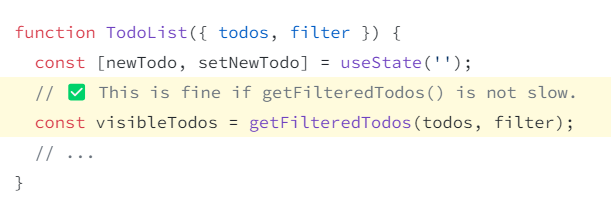 function TodoList({ todos, filter }) {
  const [newTodo, setNewTodo] = useState('');
  // ✅ This is fine if getFilteredTodos() is not slow.
  const visibleTodos = getFilteredTodos(todos, filter);
  // ...
}